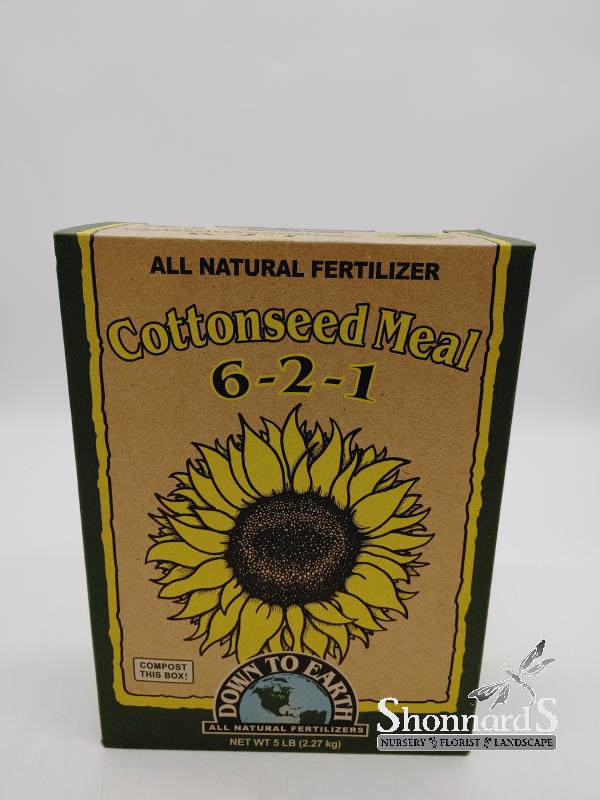 ALL NATURAL FERTILIZER
Cottonseed Meal
6-2-1
COMPOST
THIS BOX!
DOWN TO EARTH
ALL NATURAL FERTILIZERS
NET WT 5 LB (2.27 kg)
ShonnardS
NURSERY FLORIST LANDSCAPE